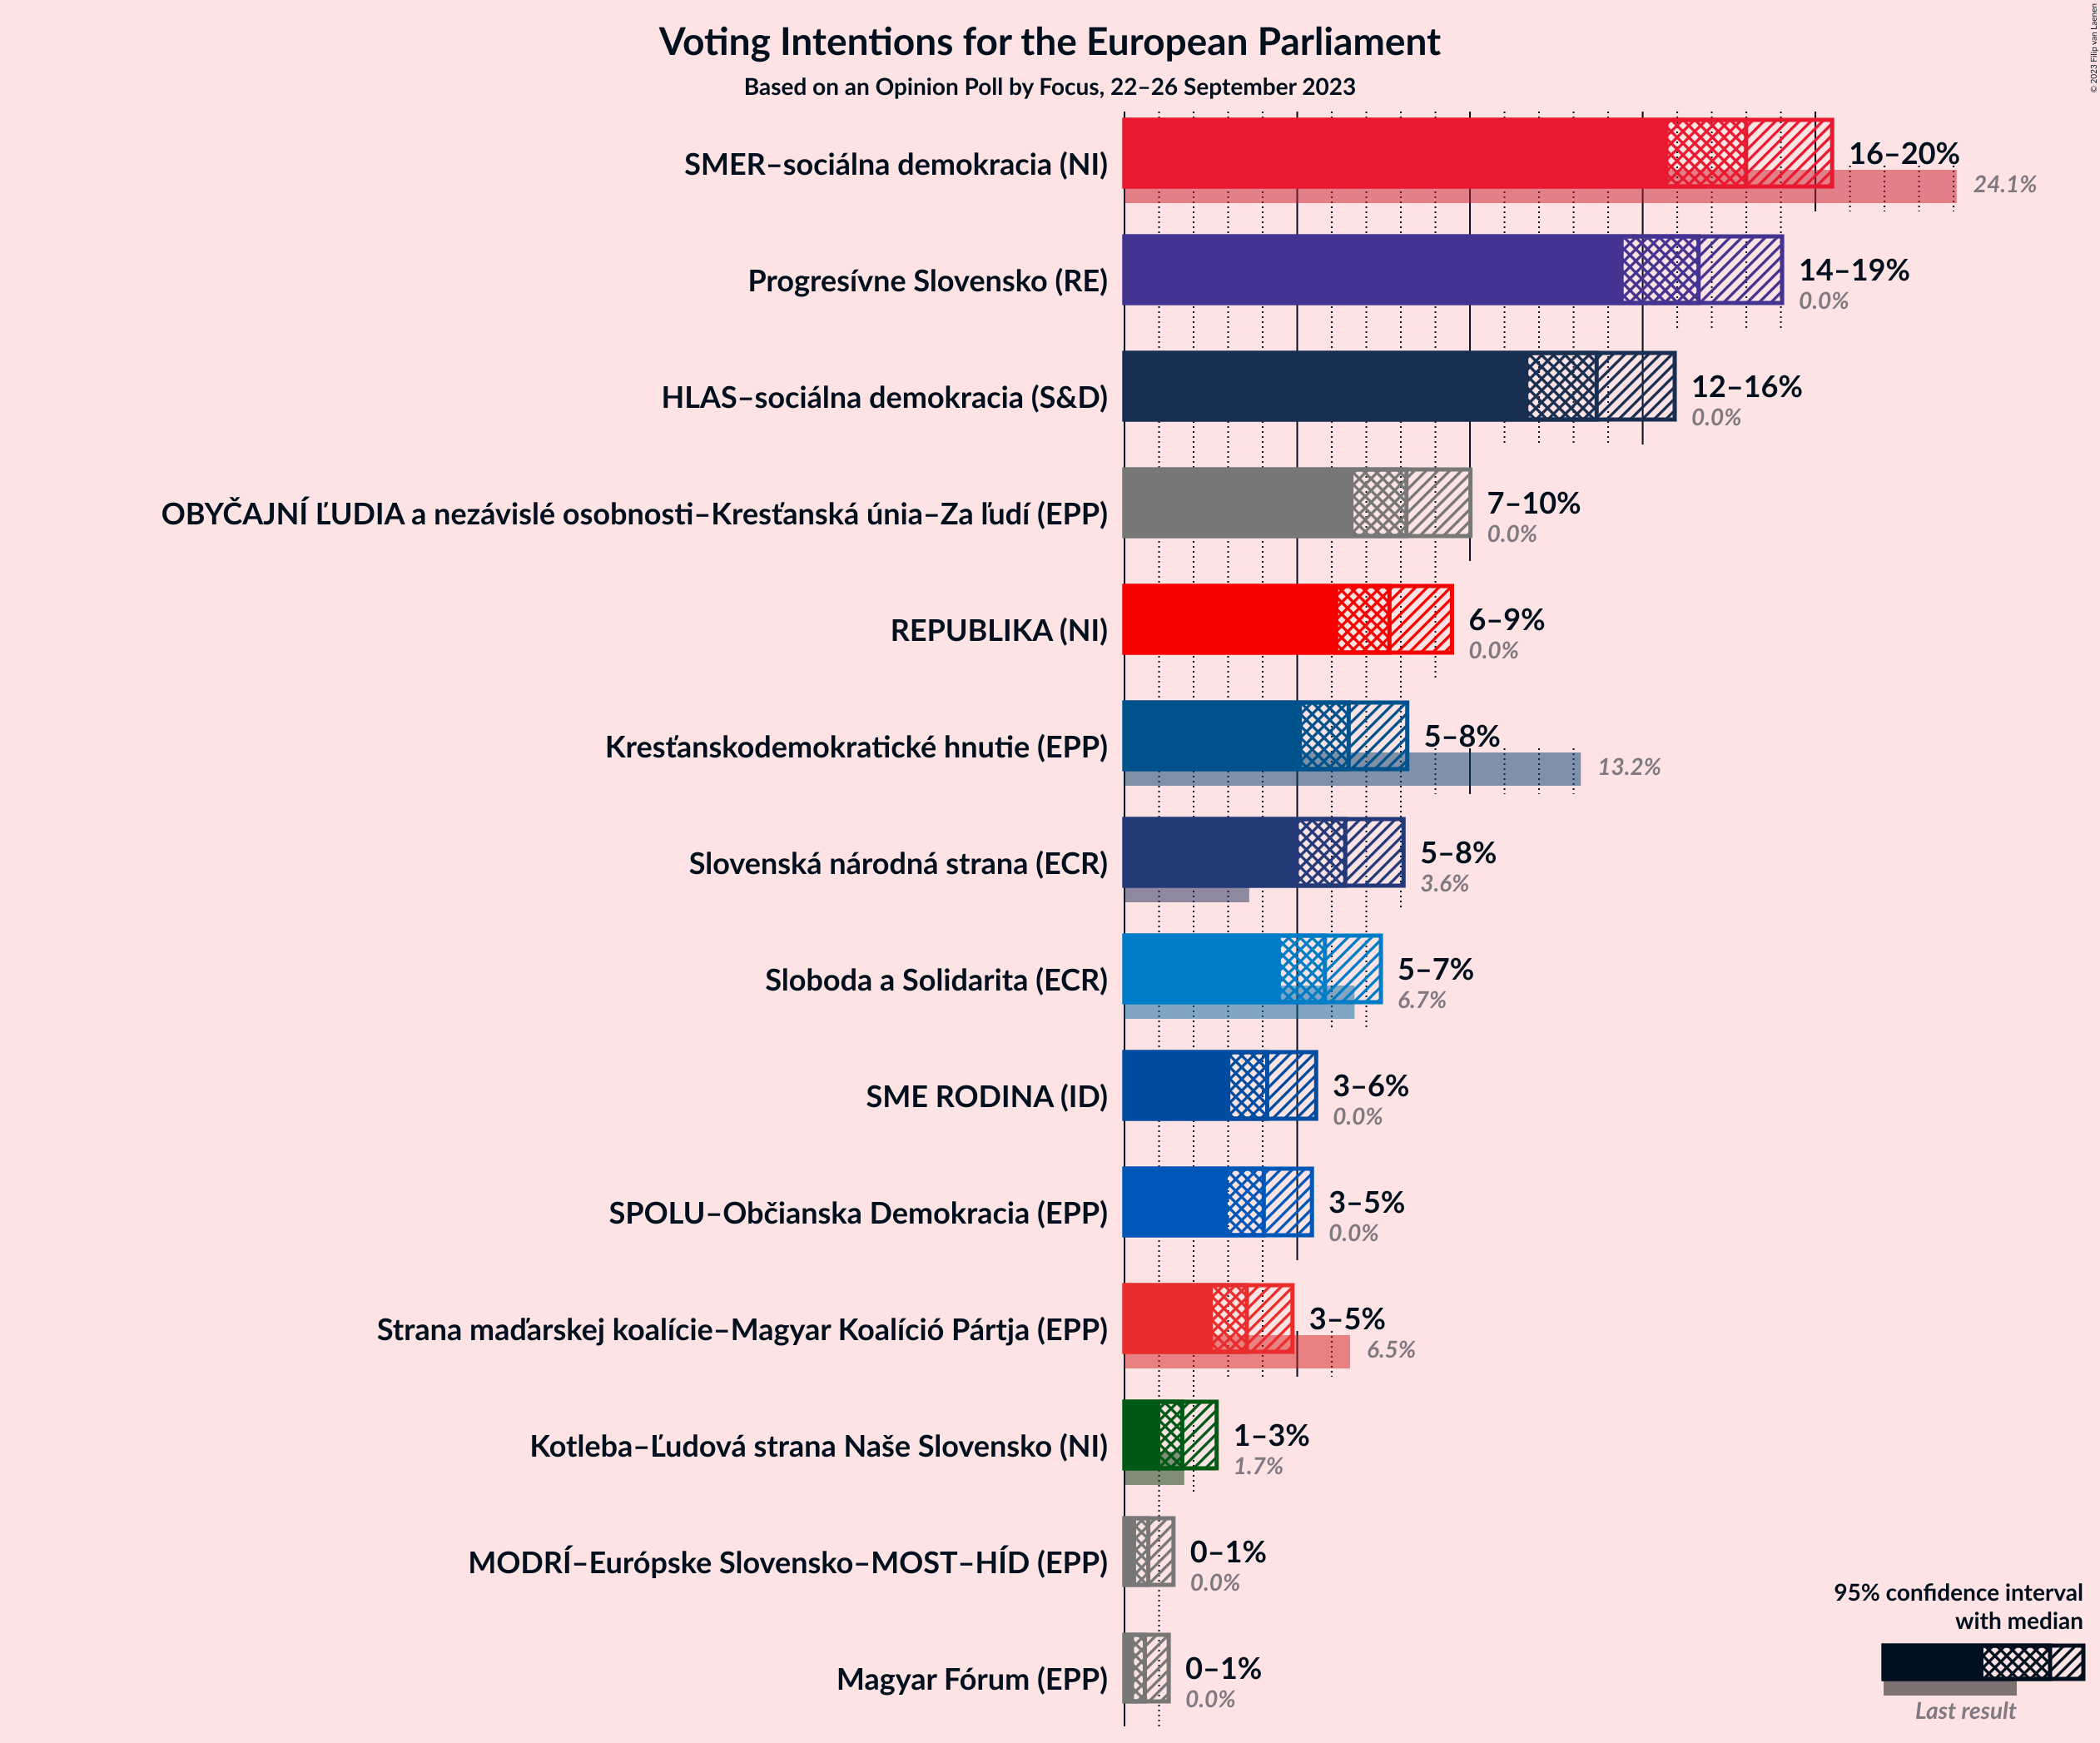 Voting Intentions for the European Parliament
Based on an Opinion Poll by Focus, 22–26 September 2023
© 2023 Filip van Laenen
SMER–sociálna demokracia (NI)
16–20%
24.1%
Progresívne Slovensko (RE)
14–19%
0.0%
HLAS–sociálna demokracia (S&D)
12–16%
0.0%
OBYČAJNÍ ĽUDIA a nezávislé osobnosti–Kresťanská únia–Za ľudí (EPP)
7–10%
0.0%
REPUBLIKA (NI)
6–9%
0.0%
Kresťanskodemokratické hnutie (EPP)
5–8%
13.2%
Slovenská národná strana (ECR)
5–8%
3.6%
Sloboda a Solidarita (ECR)
5–7%
6.7%
SME RODINA (ID)
3–6%
0.0%
SPOLU–Občianska Demokracia (EPP)
3–5%
0.0%
Strana maďarskej koalície–Magyar Koalíció Pártja (EPP)
3–5%
6.5%
Kotleba–Ľudová strana Naše Slovensko (NI)
1–3%
1.7%
MODRÍ–Európske Slovensko–MOST–HÍD (EPP)
0–1%
0.0%
Magyar Fórum (EPP)
0–1%
0.0%
95% confidence interval
with median
Last result